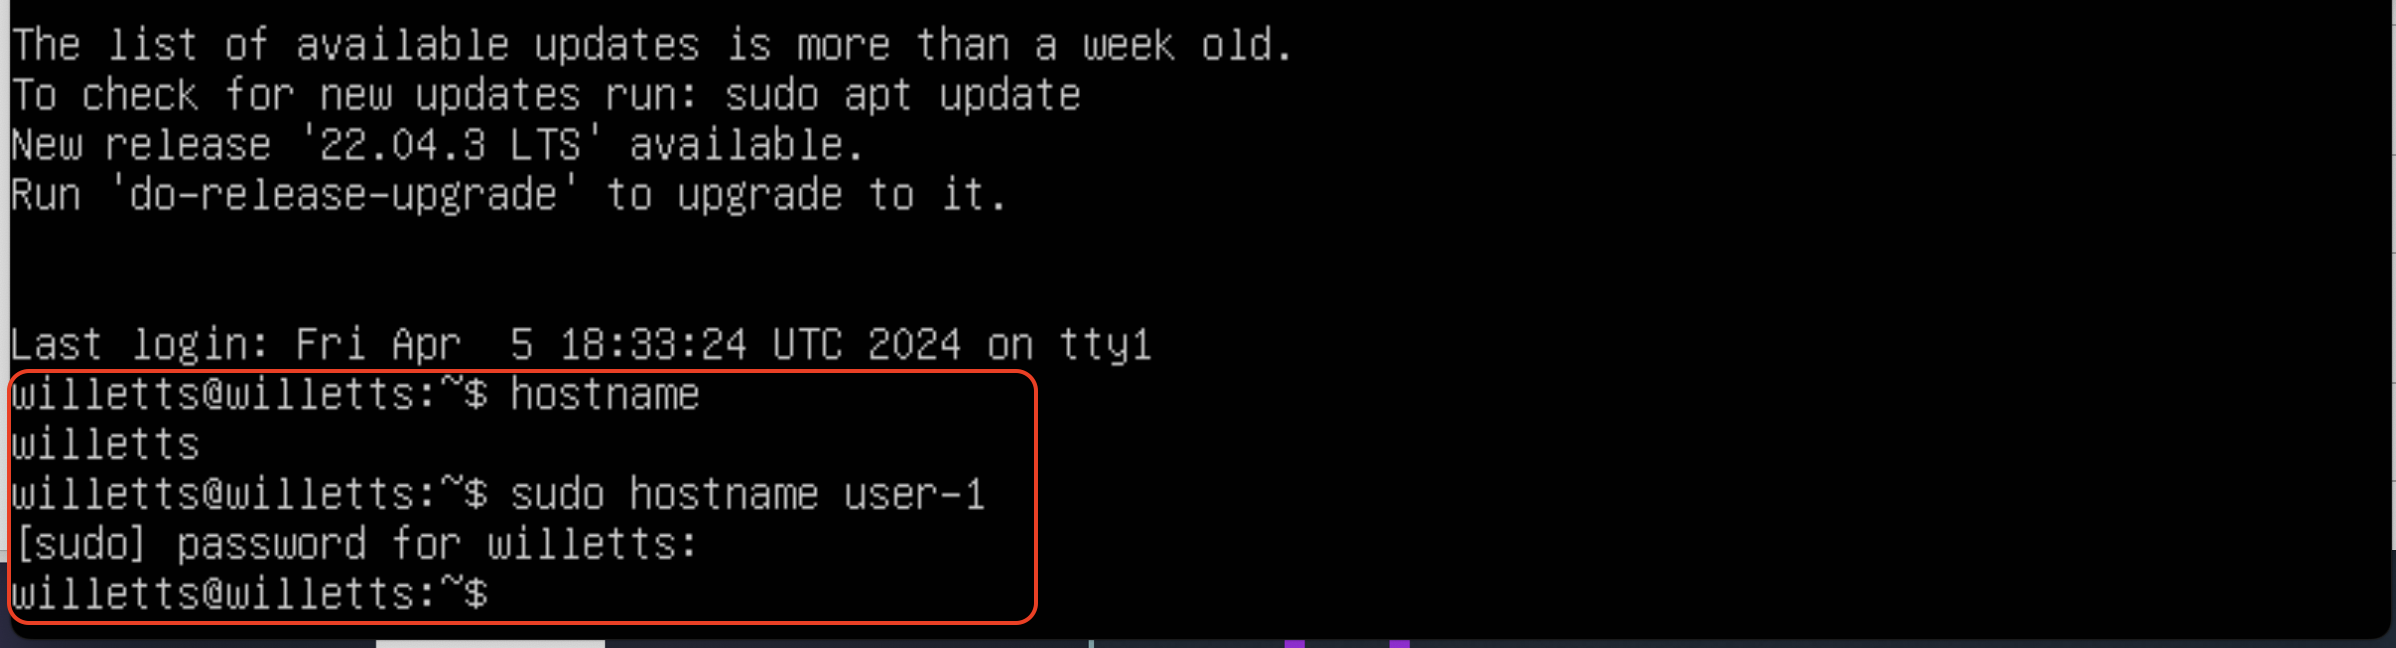 The list of available updates is more than a week old.
To check for new updates run: sudo apt update
New release '22.04.3 LTS' available.
Run 'do-release-upgrade' to upgrade to it.
Last login: Fri Apr  5 18:33:24 UTC 2024 on tty1
willetts@willetts:~$ hostname
willetts
willetts@willetts:~$ sudo hostname user-1
[sudo] password for willetts:
willetts@willetts:~$